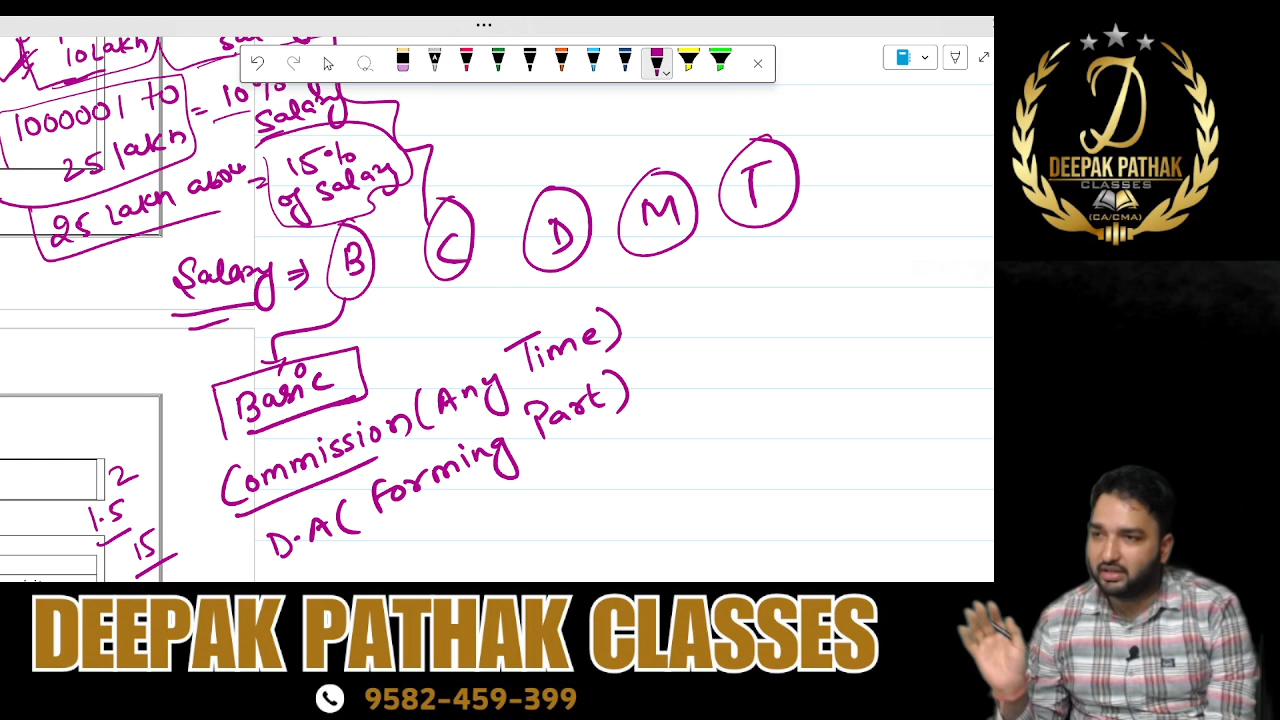 10 lakh
1000001 to = 10% of
25 lakh Salary
25 lakh above = 15% of Salary
Salary ⇒ B C D M T
Basic
Commission (Any Time)
D.A (Forming Part)
2
1.5
15
D
DEEPAK PATHAK
CLASSES
(CA/CMA)
DEEPAK PATHAK CLASSES
9582-459-399